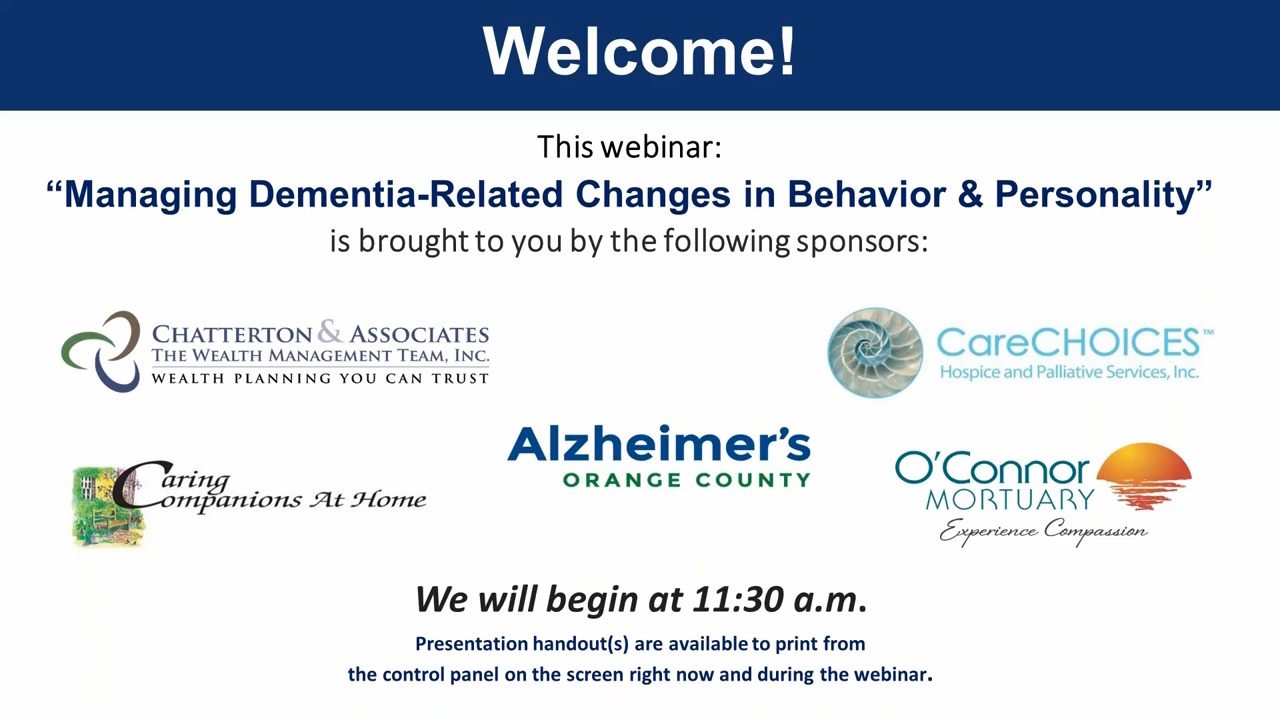 Welcome!
This webinar:
“Managing Dementia-Related Changes in Behavior & Personality”
is brought to you by the following sponsors:
CHATTERTON & ASSOCIATES
THE WEALTH MANAGEMENT TEAM, INC.
WEALTH PLANNING YOU CAN TRUST
CareCHOICES™
Hospice and Palliative Services, Inc.
Alzheimer’s
ORANGE COUNTY
Caring
Companions At Home
O’Connor
MORTUARY
Experience Compassion
We will begin at 11:30 a.m.
Presentation handout(s) are available to print from
the control panel on the screen right now and during the webinar.